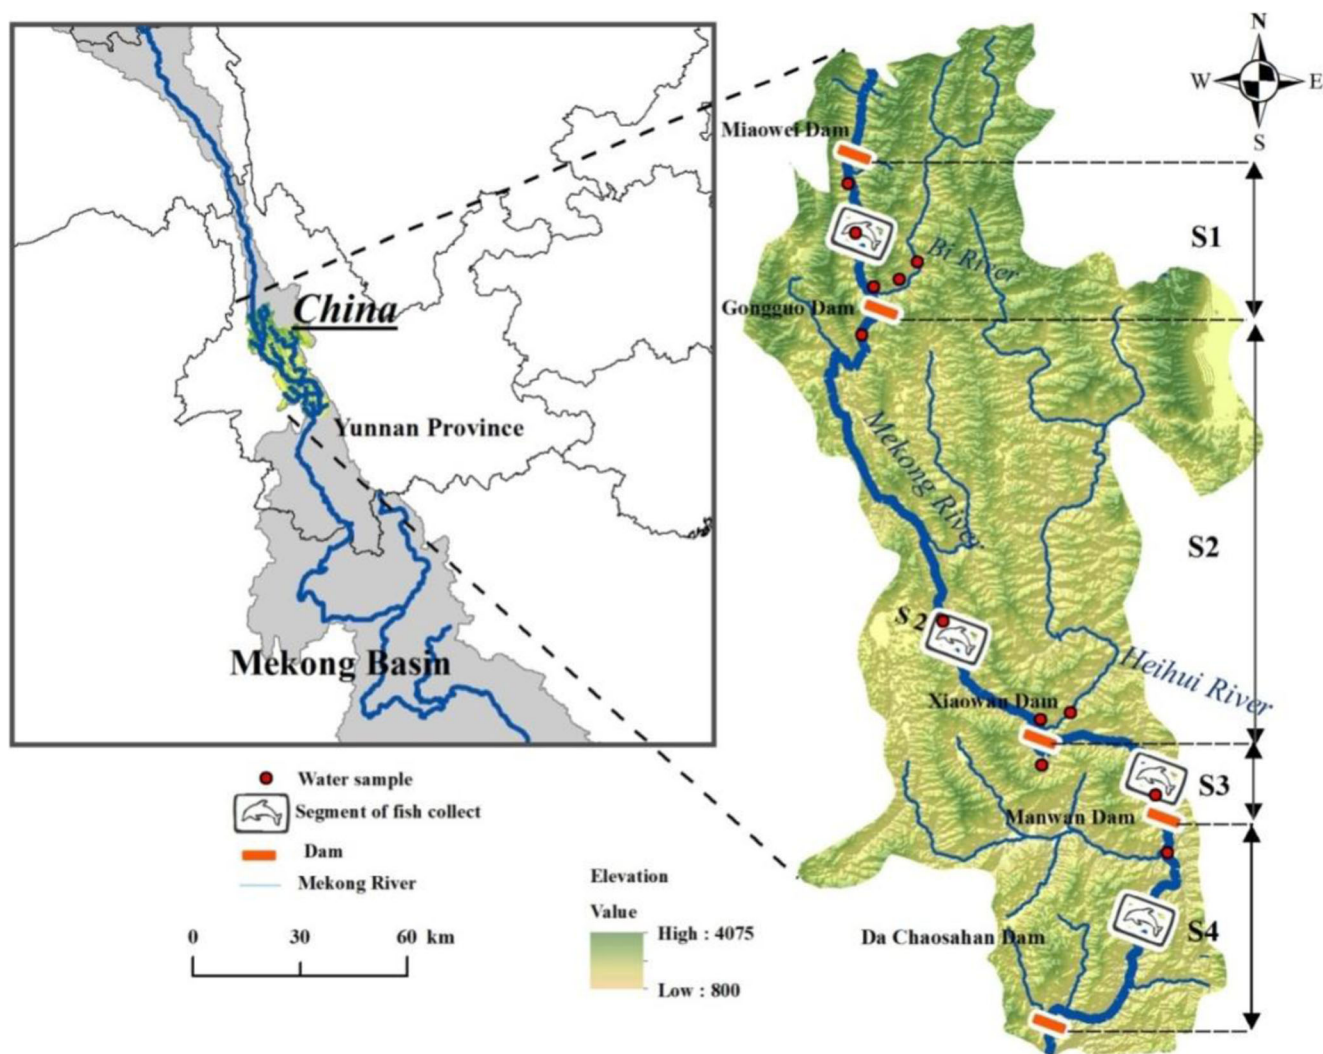 N
W E
S
Miaowei Dam
S1
Bi River
Gongguo Dam
China
Yunnan Province
Mekong River
S2
S 2
Mekong Basin
Heihui River
Xiaowan Dam
S3
Manwan Dam
Water sample
Segment of fish collect
Dam
Mekong River
Elevation
Value
High : 4075
Low : 800
0 30 60 km
Da Chaosahan Dam
S4